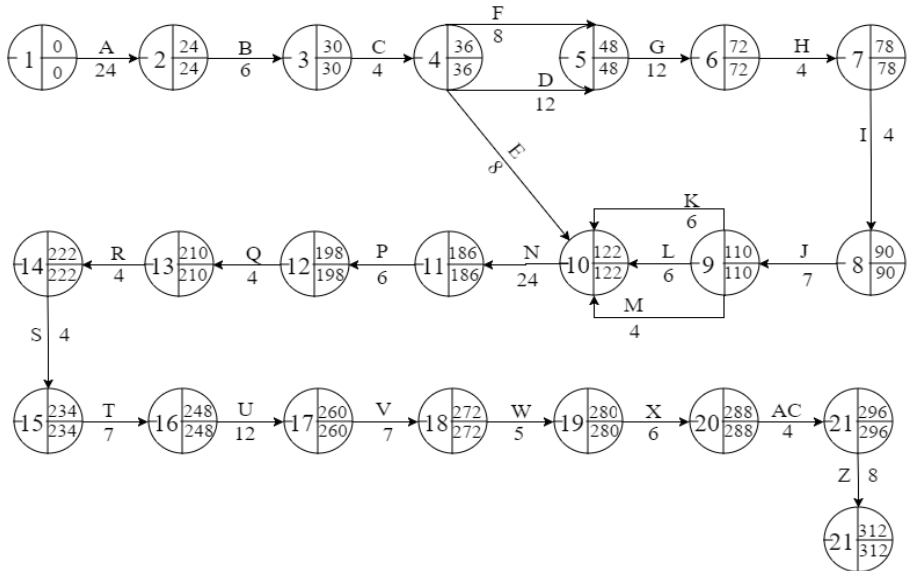 F
A B C G H
1 0 0 2 24 24 3 30 30 4 36 36 8 5 48 48 6 72 72 7 78 78
24 6 4 D 12 4
12
E 8
I 4
K
6
14 222 222 R 13 210 210 Q 12 198 198 P 11 186 186 N 10 122 122 L 9 110 110 J 8 90 90
4 4 6 24 6 7
M
4
S 4
15 234 234 T 16 248 248 U 17 260 260 V 18 272 272 W 19 280 280 X 20 288 288 AC 21 296 296
7 12 7 5 6 4
Z 8
21 312 312